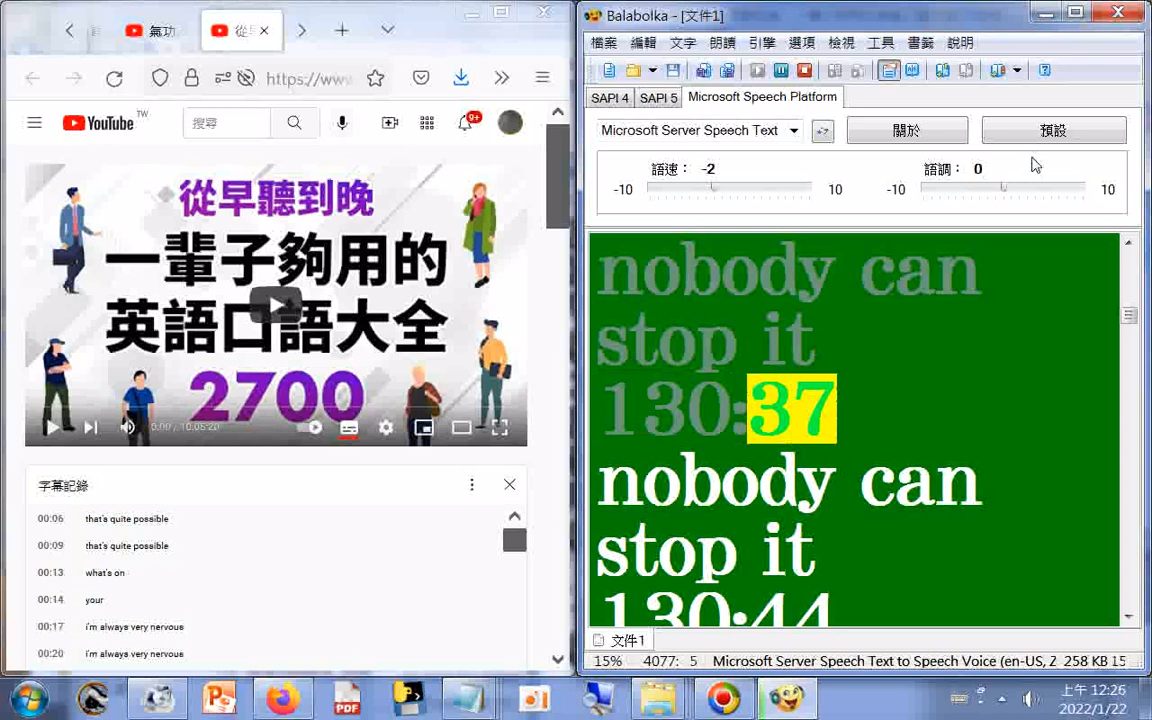 氣功
從
https://www
YouTube TW
搜尋
9+
從早聽到晚
一輩子夠用的
英語口語大全
2700
0:00 / 10:05:20
字幕記錄
00:06 that's quite possible
00:09 that's quite possible
00:13 what's on
00:14 your
00:17 i'm always very nervous
00:20 i'm always very nervous
Balabolka - [文件1]
檔案 編輯 文字 朗讀 引擎 選項 檢視 工具 書籤 說明
SAPI 4 SAPI 5 Microsoft Speech Platform
Microsoft Server Speech Text 關於 預設
語速： -2 語調： 0
-10 10 -10 10
nobody can
stop it
130:37
nobody can
stop it
130:44
文件1
15% 4077: 5 Microsoft Server Speech Text to Speech Voice (en-US, 2 258 KB 15
PDF
上午 12:26
2022/1/22